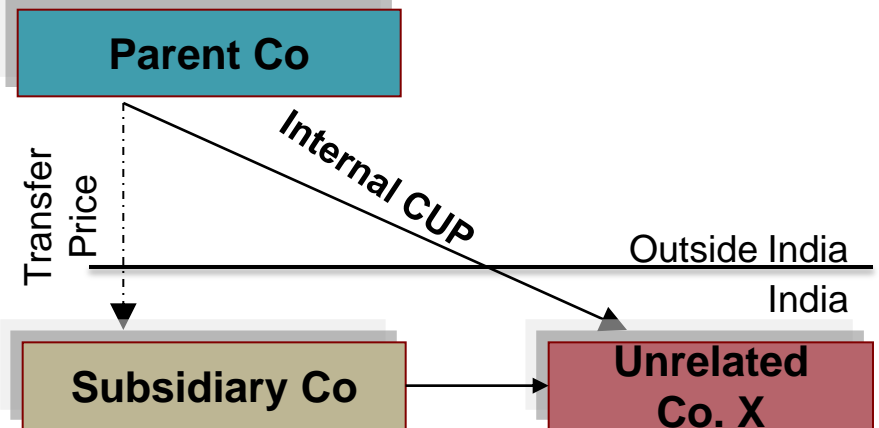 Parent Co
Internal CUP
Transfer
Price
Outside India
India
Subsidiary Co
Unrelated
Co. X